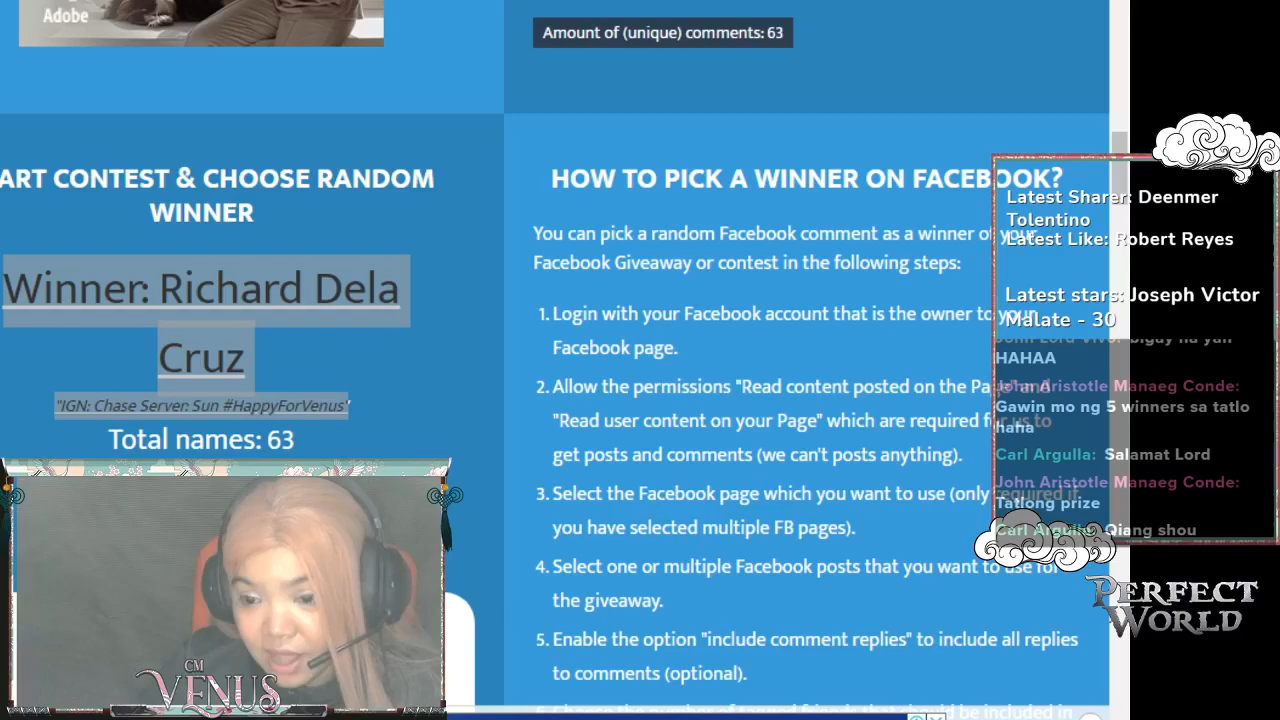 Adobe
Amount of (unique) comments: 63
ART CONTEST & CHOOSE RANDOM
WINNER
Winner: Richard Dela
Cruz
"IGN: Chase Server: Sun #HappyForVenus"
Total names: 63
HOW TO PICK A WINNER ON FACEBOOK?
You can pick a random Facebook comment as a winner of your
Facebook Giveaway or contest in the following steps:
1. Login with your Facebook account that is the owner to your
Facebook page.
2. Allow the permissions "Read content posted on the Page" and
"Read user content on your Page" which are required for us to
get posts and comments (we can't posts anything).
3. Select the Facebook page which you want to use (only required if
you have selected multiple FB pages).
4. Select one or multiple Facebook posts that you want to use for
the giveaway.
5. Enable the option "include comment replies" to include all replies
to comments (optional).
Latest Sharer: Deenmer
Tolentino
Latest Like: Robert Reyes
Latest stars: Joseph Victor
Malate - 30
HAHAA
John Aristotle Manaeg Conde:
Gawin mo ng 5 winners sa tatlo
haha
Carl Argulla: Salamat Lord
John Aristotle Manaeg Conde:
Tatlong prize
Carl Argulla: Qiang shou
PERFECT
WORLD
CM
VENUS